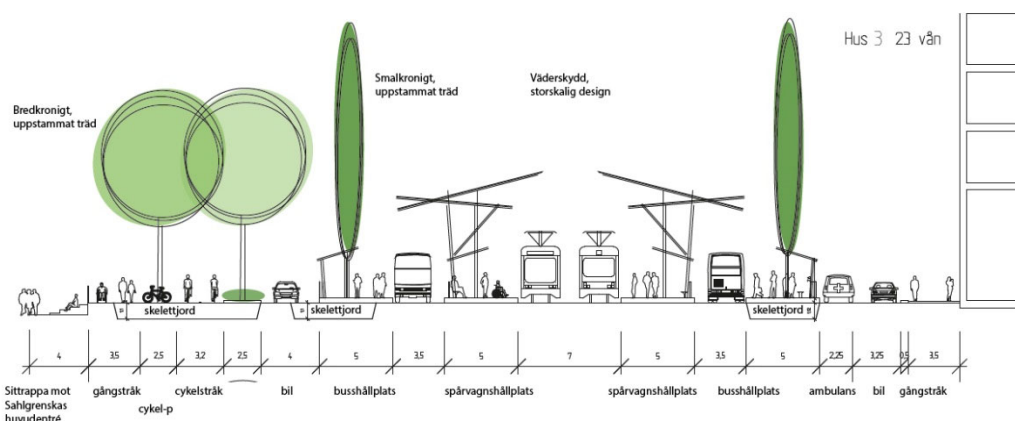 Hus 3 23 vån
Smalkronigt,
uppstammat träd
Väderskydd,
storskalig design
Bredkronigt,
uppstammat träd
skelettjord
skelettjord
skelettjord
4 3,5 2,5 3,2 2,5 4 5 3,5 5 7 5 3,5 5 2,25 3,25 0,5 3,5
Sittrappa mot
Sahlgrenskas
huvudentré
gångstråk
cykel-p
cykelstråk
bil
busshållplats
spårvagnshållplats
spårvagnshållplats
busshållplats
ambulans
bil
gångstråk